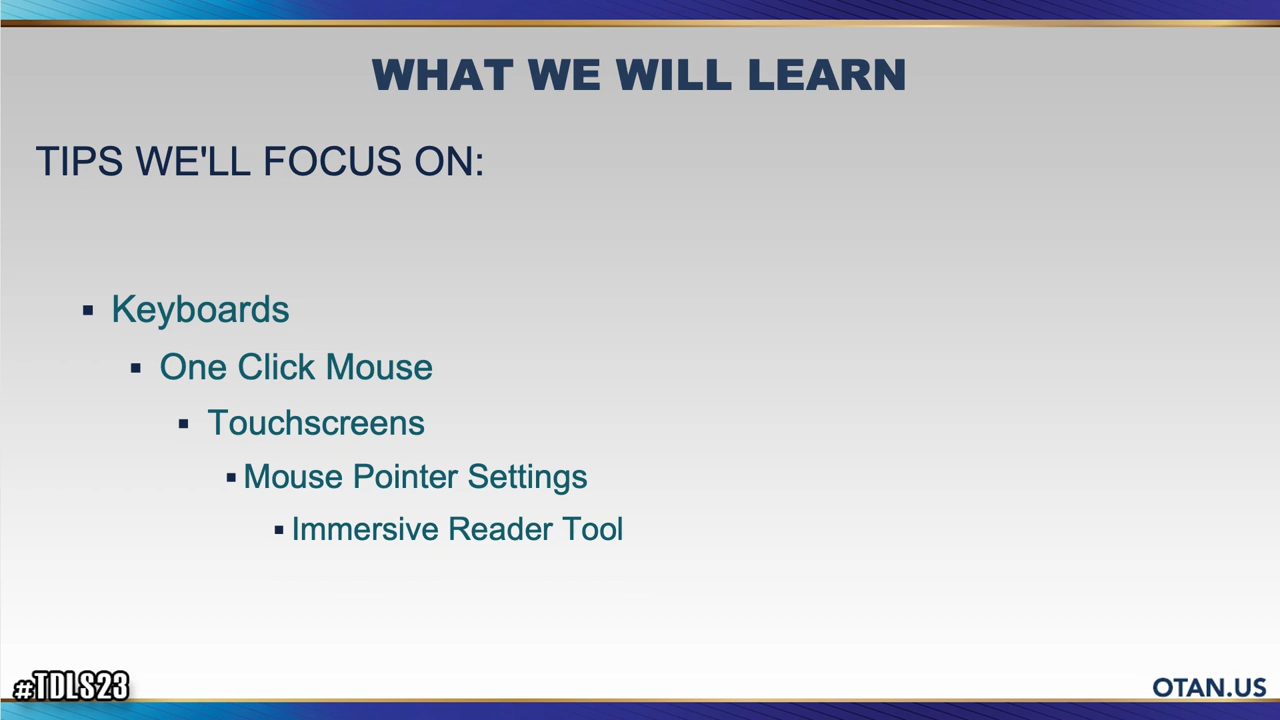 WHAT WE WILL LEARN
TIPS WE'LL FOCUS ON:
▪ Keyboards
▪ One Click Mouse
▪ Touchscreens
▪ Mouse Pointer Settings
▪ Immersive Reader Tool
#TDLS23
OTAN.US